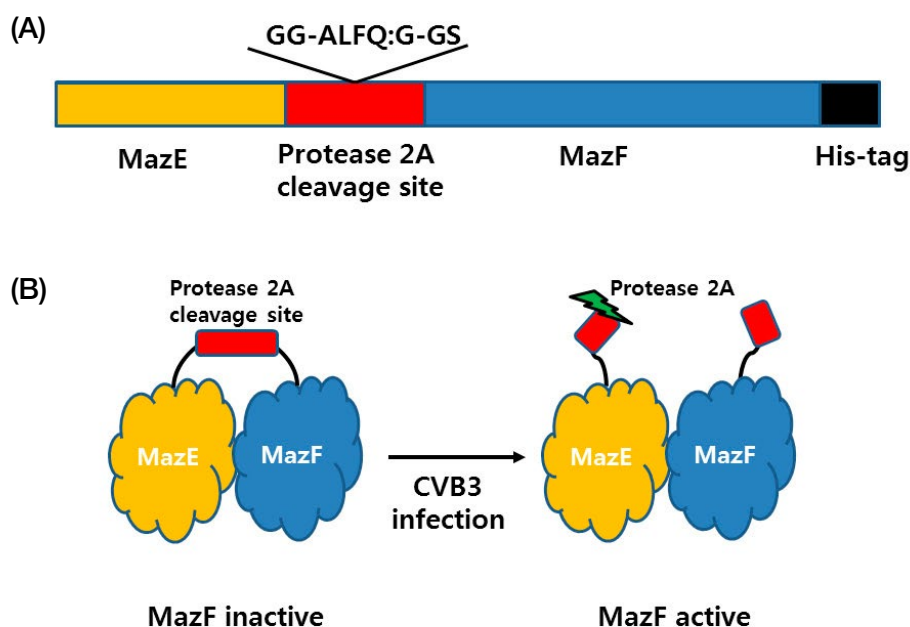 (A)
GG-ALFQ:G-GS
MazE
Protease 2A
cleavage site
MazF
His-tag
(B)
Protease 2A
cleavage site
MazE
MazF
CVB3
infection
Protease 2A
MazE
MazF
MazF inactive
MazF active